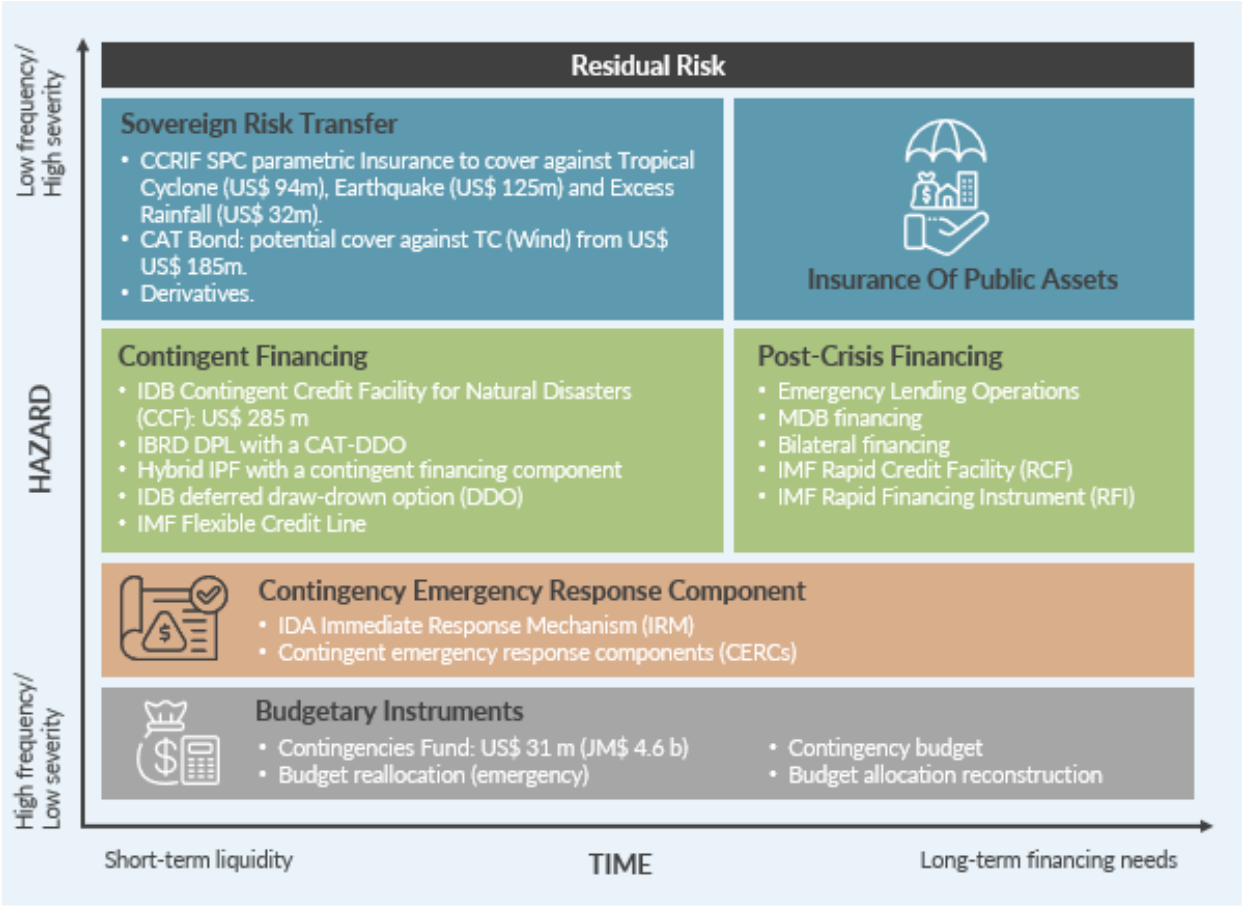 Low frequency/
High severity
HAZARD
High frequency/
Low severity
Residual Risk
Sovereign Risk Transfer
• CCRIF SPC parametric Insurance to cover against Tropical
Cyclone (US$ 94m), Earthquake (US$ 125m) and Excess
Rainfall (US$ 32m).
• CAT Bond: potential cover against TC (Wind) from US$
US$ 185m.
• Derivatives.
Insurance Of Public Assets
Contingent Financing
• IDB Contingent Credit Facility for Natural Disasters
(CCF): US$ 285 m
• IBRD DPL with a CAT-DDO
• Hybrid IPF with a contingent financing component
• IDB deferred draw-drown option (DDO)
• IMF Flexible Credit Line
Post-Crisis Financing
• Emergency Lending Operations
• MDB financing
• Bilateral financing
• IMF Rapid Credit Facility (RCF)
• IMF Rapid Financing Instrument (RFI)
Contingency Emergency Response Component
• IDA Immediate Response Mechanism (IRM)
• Contingent emergency response components (CERCs)
Budgetary Instruments
• Contingencies Fund: US$ 31 m (JM$ 4.6 b)
• Budget reallocation (emergency)
• Contingency budget
• Budget allocation reconstruction
Short-term liquidity
TIME
Long-term financing needs